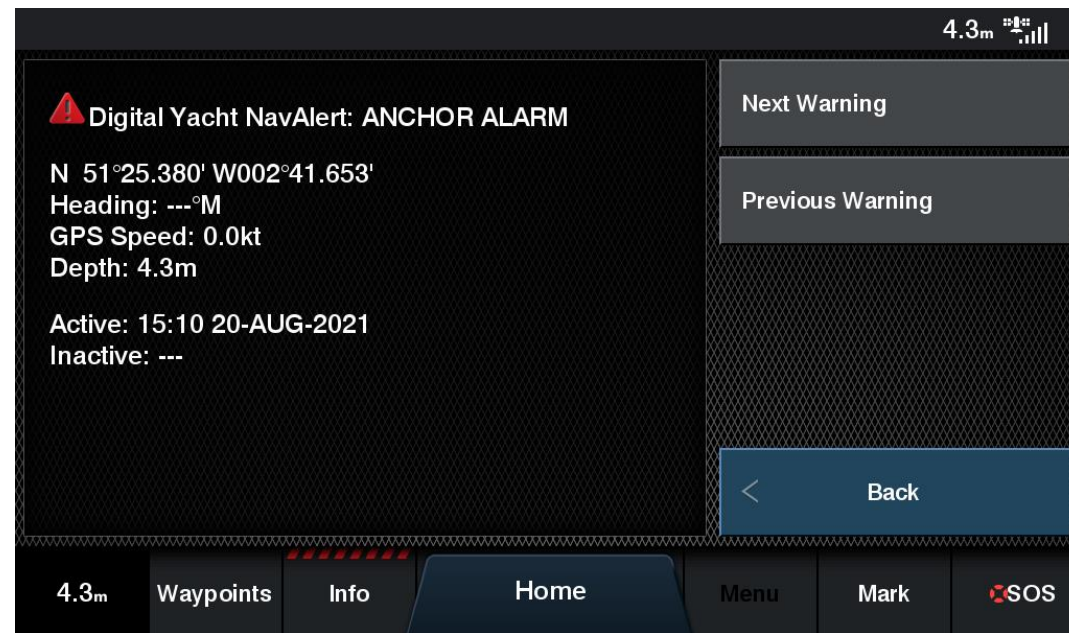 4.3m
Digital Yacht NavAlert: ANCHOR ALARM
N 51°25.380' W002°41.653'
Heading: ---°M
GPS Speed: 0.0kt
Depth: 4.3m
Active: 15:10 20-AUG-2021
Inactive: ---
Next Warning
Previous Warning
< Back
4.3m Waypoints Info Home Menu Mark SOS